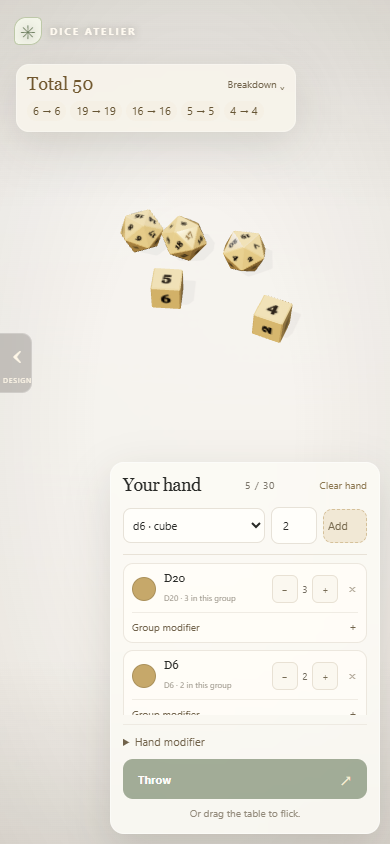 DICE ATELIER
Total 50
Breakdown
6 → 6 19 → 19 16 → 16 5 → 5 4 → 4
5
6
4
2
DESIGN
Your hand 5 / 30 Clear hand
d6 · cube 2 Add
D20
D20 · 3 in this group
− 3 + ×
Group modifier +
D6
D6 · 2 in this group
− 2 + ×
Group modifier +
Hand modifier
Throw ↗
Or drag the table to flick.